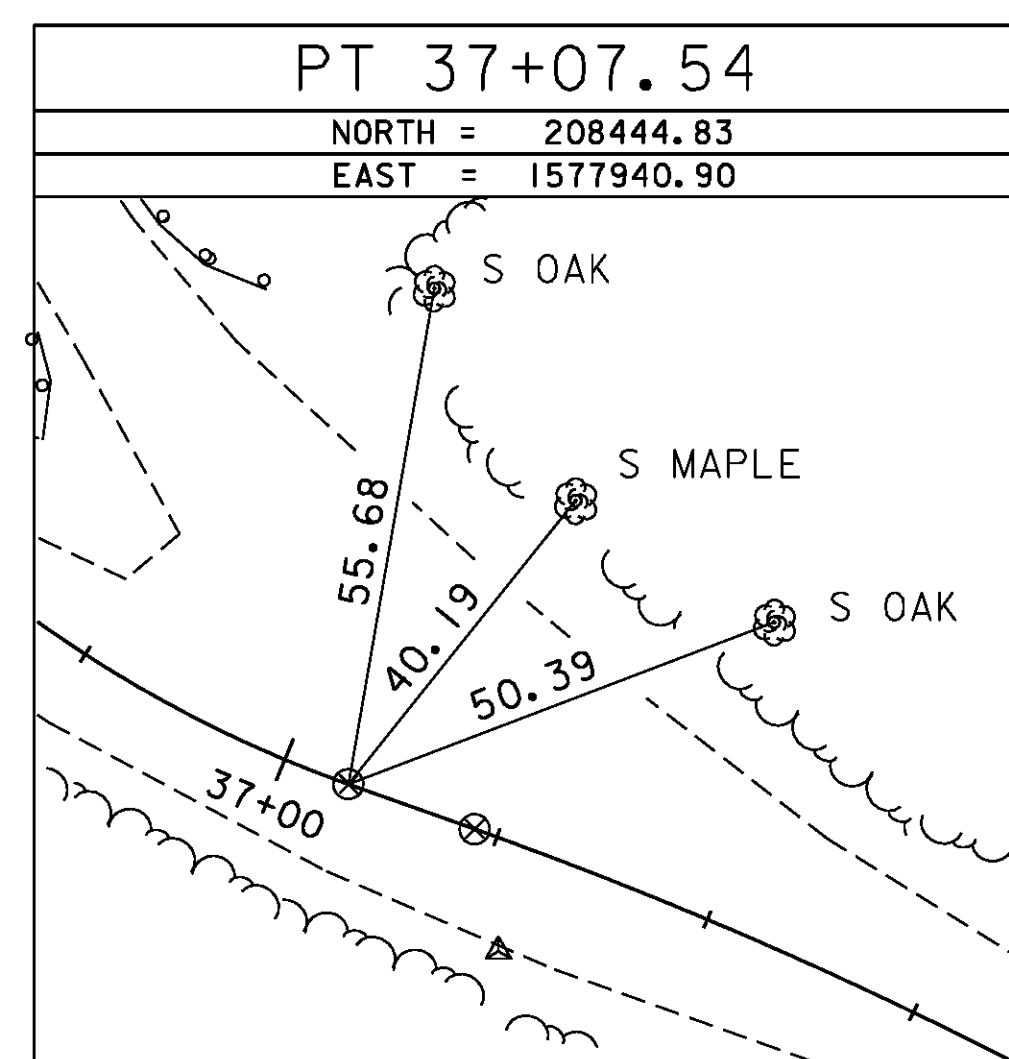 PT 37+07.54
NORTH = 208444.83
EAST = 1577940.90
S OAK
S MAPLE
55.68
40.19
S OAK
50.39
37+00